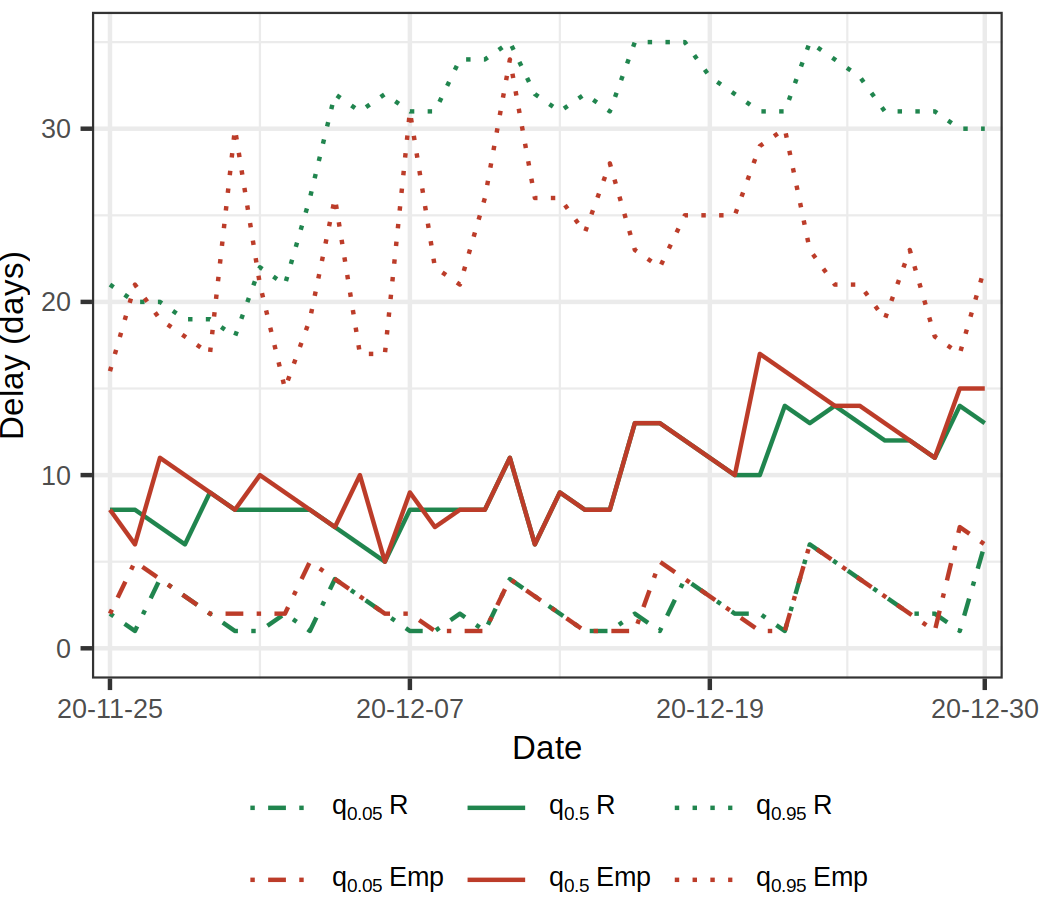 30
20
10
0
Delay (days)
20-11-25 20-12-07 20-12-19 20-12-30
Date
q0.05 R q0.5 R q0.95 R
q0.05 Emp q0.5 Emp q0.95 Emp